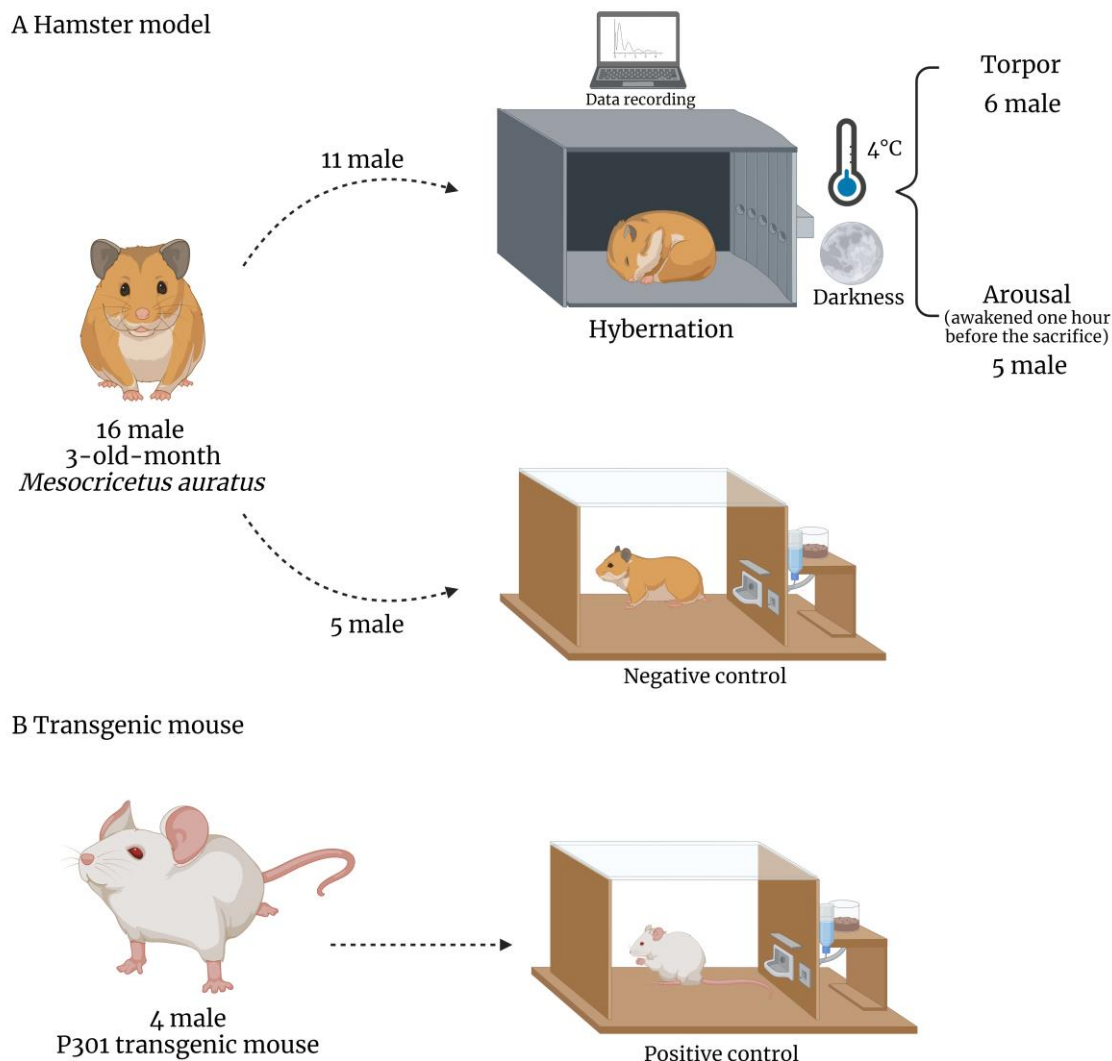 A Hamster model
Data recording
11 male
4°C
Darkness
Hybernation
Torpor
6 male
Arousal
(awakened one hour
before the sacrifice)
5 male
16 male
3-old-month
Mesocricetus auratus
5 male
Negative control
B Transgenic mouse
4 male
P301 transgenic mouse
Positive control